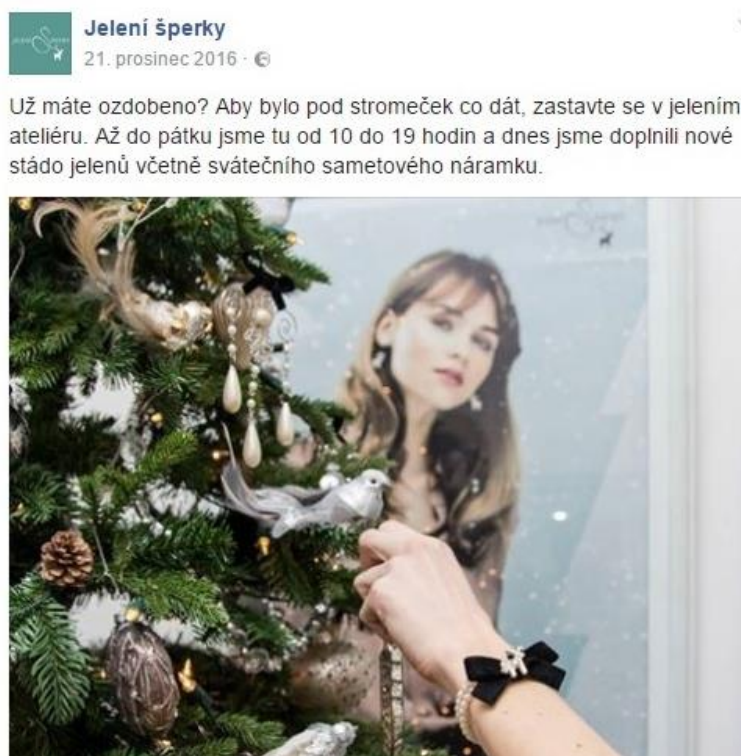 Jelení šperky
21. prosinec 2016 ·
Už máte ozdobeno? Aby bylo pod stromeček co dát, zastavte se v jelením
ateliéru. Až do pátku jsme tu od 10 do 19 hodin a dnes jsme doplnili nové
stádo jelenů včetně svátečního sametového náramku.